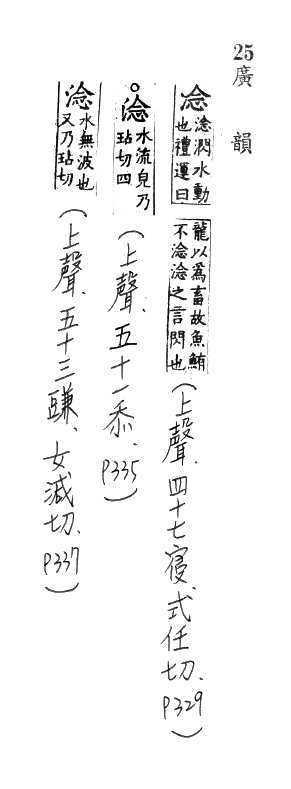 25廣韻
淰淰淰水動
也禮運曰
龍以爲畜故魚鮪
不淰淰之言閃也
(上聲、四十七寑、式任切、P329)
○淰水流皃乃
玷切四
(上聲、五十一忝、P335)
淰水無波也
又乃玷切
(上聲、五十三豏、女減切、P337)